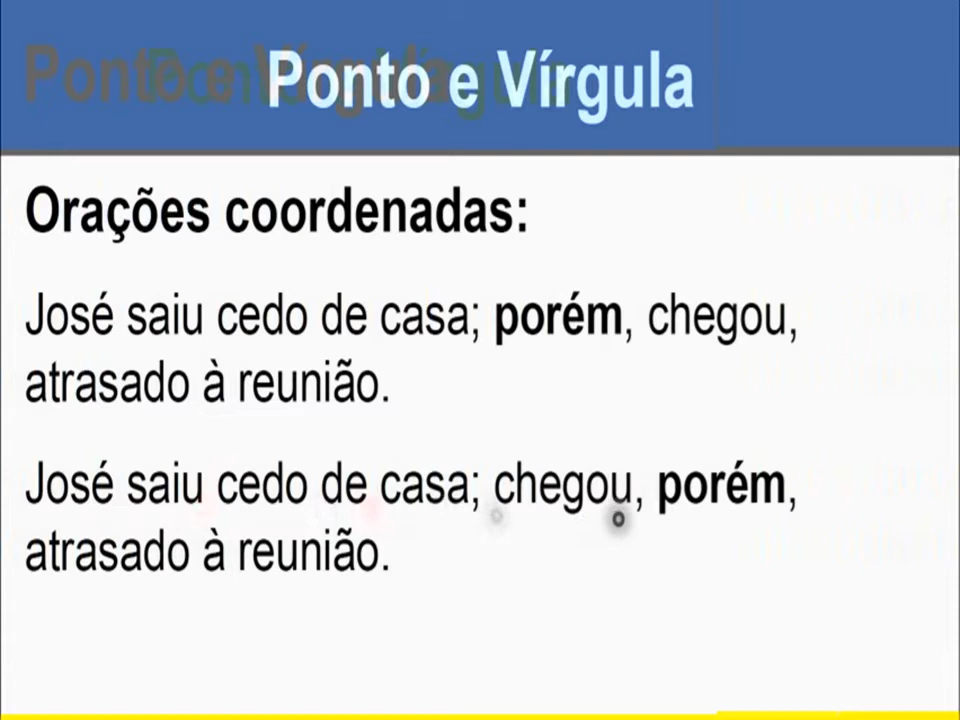 Ponto e Vírgula
Orações coordenadas:
José saiu cedo de casa; porém, chegou,
atrasado à reunião.
José saiu cedo de casa; chegou, porém,
atrasado à reunião.